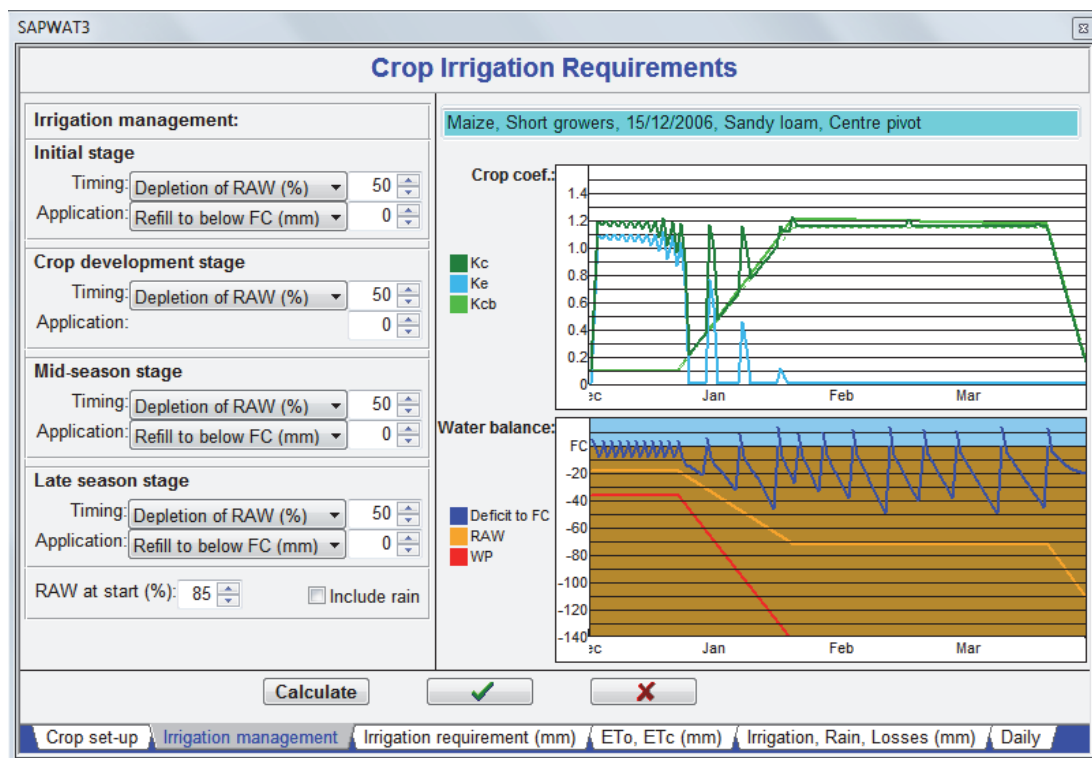 SAPWAT3
Crop Irrigation Requirements
Irrigation management:
Initial stage
Timing: Depletion of RAW (%) 50
Application: Refill to below FC (mm) 0
Crop development stage
Timing: Depletion of RAW (%) 50
Application: 0
Mid-season stage
Timing: Depletion of RAW (%) 50
Application: Refill to below FC (mm) 0
Late season stage
Timing: Depletion of RAW (%) 50
Application: Refill to below FC (mm) 0
RAW at start (%): 85 Include rain
Maize, Short growers, 15/12/2006, Sandy loam, Centre pivot
Crop coef.:
Kc
Ke
Kcb
1.4
1.2
1.0
0.8
0.6
0.4
0.2
0
ec Jan Feb Mar
Water balance:
Deficit to FC
RAW
WP
FC
-20
-40
-60
-80
-100
-120
-140
ec Jan Feb Mar
Calculate
Crop set-up Irrigation management Irrigation requirement (mm) ETo, ETc (mm) Irrigation, Rain, Losses (mm) Daily